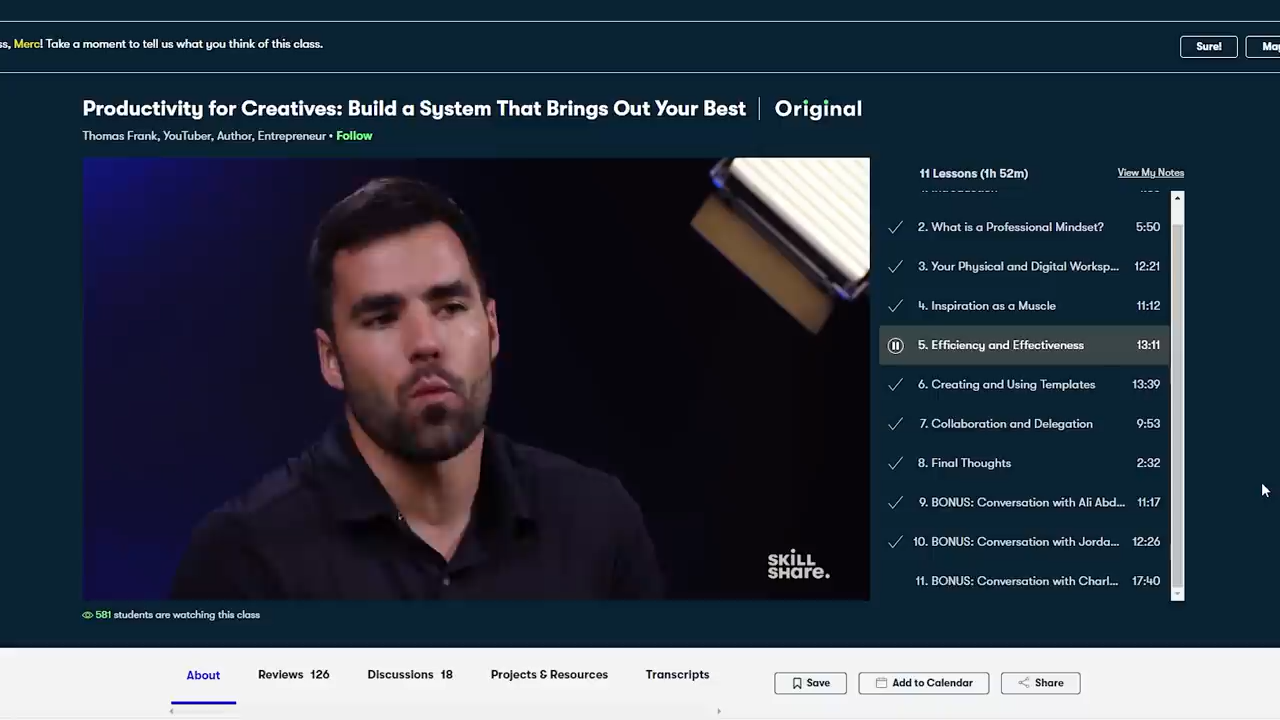 ss, Merc! Take a moment to tell us what you think of this class.
Sure!
May
Productivity for Creatives: Build a System That Brings Out Your Best | Original
Thomas Frank, YouTuber, Author, Entrepreneur • Follow
11 Lessons (1h 52m)
View My Notes
2. What is a Professional Mindset? 5:50
3. Your Physical and Digital Worksp... 12:21
4. Inspiration as a Muscle 11:12
5. Efficiency and Effectiveness 13:11
6. Creating and Using Templates 13:39
7. Collaboration and Delegation 9:53
8. Final Thoughts 2:32
9. BONUS: Conversation with Ali Abd... 11:17
10. BONUS: Conversation with Jorda... 12:26
11. BONUS: Conversation with Charl... 17:40
SKILL
SHARE.
581 students are watching this class
About
Reviews 126
Discussions 18
Projects & Resources
Transcripts
Save
Add to Calendar
Share